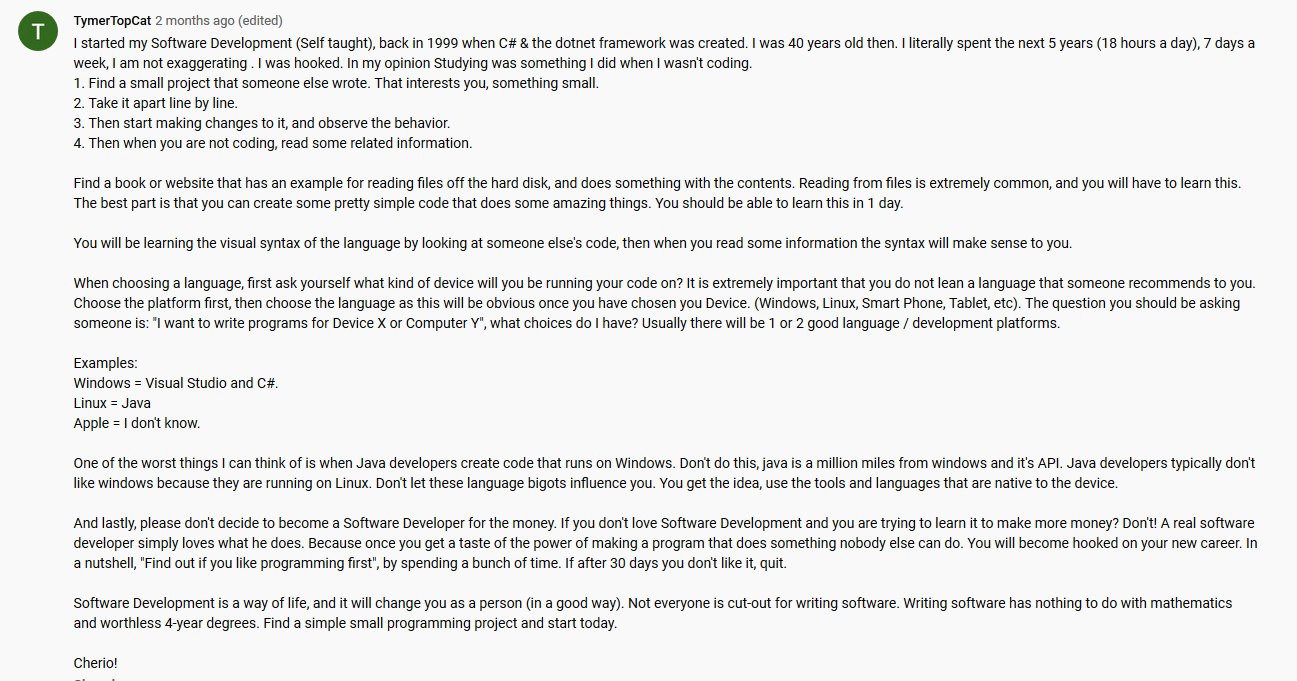 T
TymerTopCat 2 months ago (edited)
I started my Software Development (Self taught), back in 1999 when C# & the dotnet framework was created. I was 40 years old then. I literally spent the next 5 years (18 hours a day), 7 days a
week, I am not exaggerating . I was hooked. In my opinion Studying was something I did when I wasn't coding.
1. Find a small project that someone else wrote. That interests you, something small.
2. Take it apart line by line.
3. Then start making changes to it, and observe the behavior.
4. Then when you are not coding, read some related information.
Find a book or website that has an example for reading files off the hard disk, and does something with the contents. Reading from files is extremely common, and you will have to learn this.
The best part is that you can create some pretty simple code that does some amazing things. You should be able to learn this in 1 day.
You will be learning the visual syntax of the language by looking at someone else's code, then when you read some information the syntax will make sense to you.
When choosing a language, first ask yourself what kind of device will you be running your code on? It is extremely important that you do not lean a language that someone recommends to you.
Choose the platform first, then choose the language as this will be obvious once you have chosen you Device. (Windows, Linux, Smart Phone, Tablet, etc). The question you should be asking
someone is: "I want to write programs for Device X or Computer Y", what choices do I have? Usually there will be 1 or 2 good language / development platforms.
Examples:
Windows = Visual Studio and C#.
Linux = Java
Apple = I don't know.
One of the worst things I can think of is when Java developers create code that runs on Windows. Don't do this, java is a million miles from windows and it's API. Java developers typically don't
like windows because they are running on Linux. Don't let these language bigots influence you. You get the idea, use the tools and languages that are native to the device.
And lastly, please don't decide to become a Software Developer for the money. If you don't love Software Development and you are trying to learn it to make more money? Don't! A real software
developer simply loves what he does. Because once you get a taste of the power of making a program that does something nobody else can do. You will become hooked on your new career. In
a nutshell, "Find out if you like programming first", by spending a bunch of time. If after 30 days you don't like it, quit.
Software Development is a way of life, and it will change you as a person (in a good way). Not everyone is cut-out for writing software. Writing software has nothing to do with mathematics
and worthless 4-year degrees. Find a simple small programming project and start today.
Cherio!